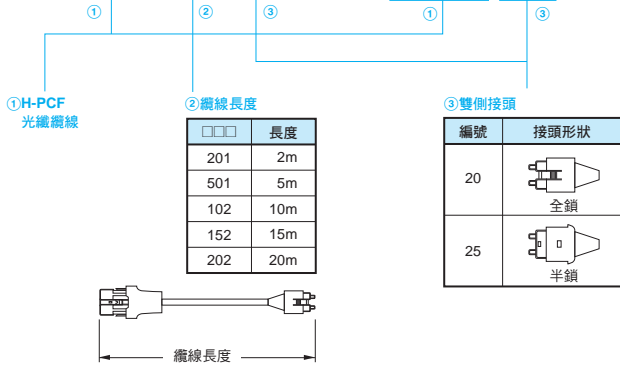 ① ② ③ ① ③
①H-PCF
光纖纜線
②纜線長度
□□□ 長度
201 2m
501 5m
102 10m
152 15m
202 20m
纜線長度
③雙側接頭
編號 接頭形狀
20
全鎖
25
半鎖